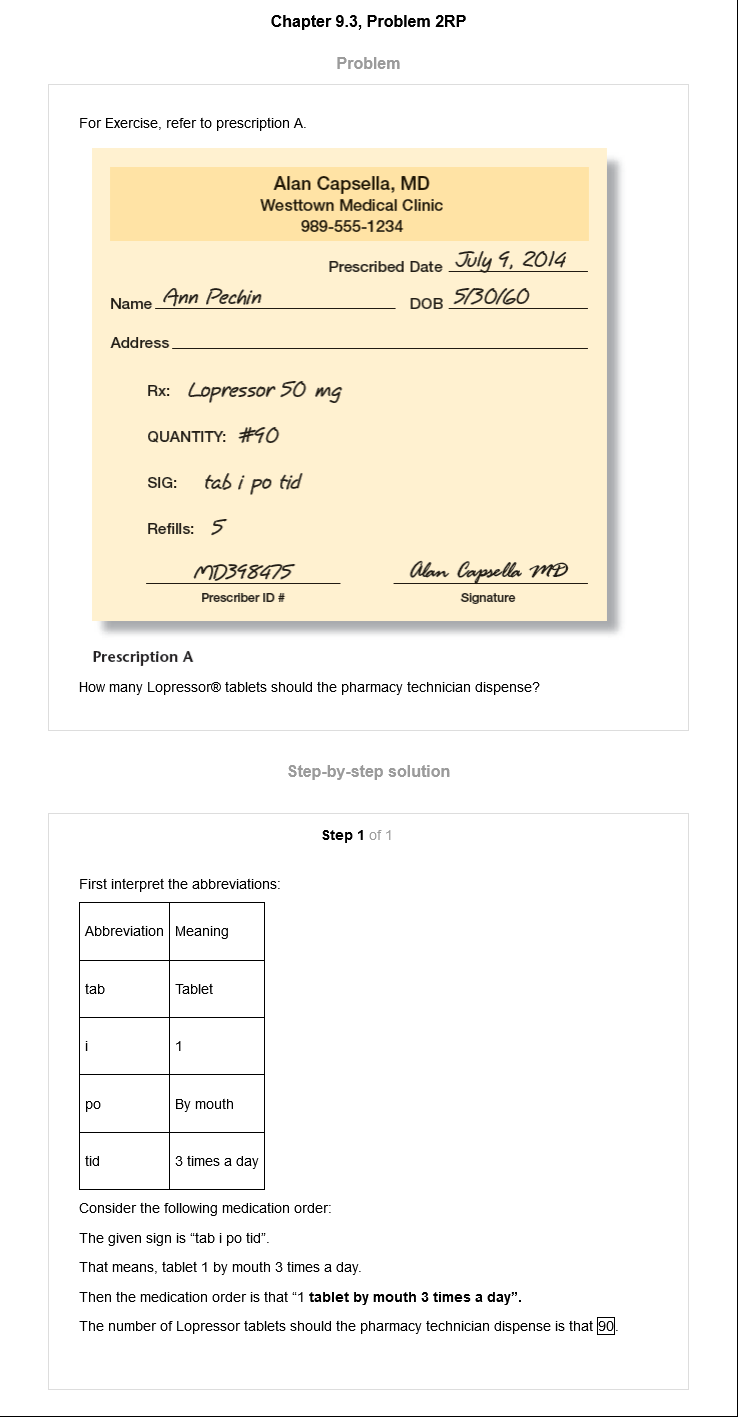 Chapter 9.3, Problem 2RP
Problem
For Exercise, refer to prescription A.
Alan Capsella, MD
Westtown Medical Clinic
989-555-1234
Prescribed Date July 9, 2014
Name Ann Pechin DOB 5/30/60
Address
Rx: Lopressor 50 mg
QUANTITY: #90
SIG: tab i po tid
Refills: 5
MD398475 Alan Capsella MD
Prescriber ID # Signature
Prescription A
How many Lopressor® tablets should the pharmacy technician dispense?
Step-by-step solution
Step 1 of 1
First interpret the abbreviations:
Abbreviation Meaning
tab Tablet
i 1
po By mouth
tid 3 times a day
Consider the following medication order:
The given sign is “tab i po tid”.
That means, tablet 1 by mouth 3 times a day.
Then the medication order is that “1 tablet by mouth 3 times a day”.
The number of Lopressor tablets should the pharmacy technician dispense is that 90.